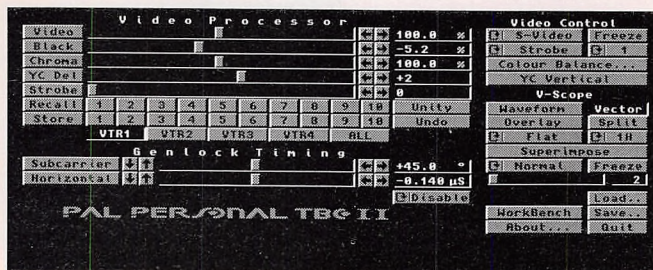 Video Processor
Video 100.0 %
Black -5.2 %
Chroma 100.0 %
YC Del +2
Strobe 0
Recall 1 2 3 4 5 6 7 8 9 10 Unity
Store 1 2 3 4 5 6 7 8 9 10 Undo
VTR1 VTR2 VTR3 VTR4 ALL
Genlock Timing
Subcarrier +45.0 °
Horizontal -0.140 µS
Disable
PAL PERSONAL TBC II
Video Control
S-Video Freeze
Strobe 1
Colour Balance...
YC Vertical
V-Scope
Waveform Vector
Overlay Split
Flat 1H
Superimpose
Normal Freeze
2
Load..
WorkBench Save..
About... Quit